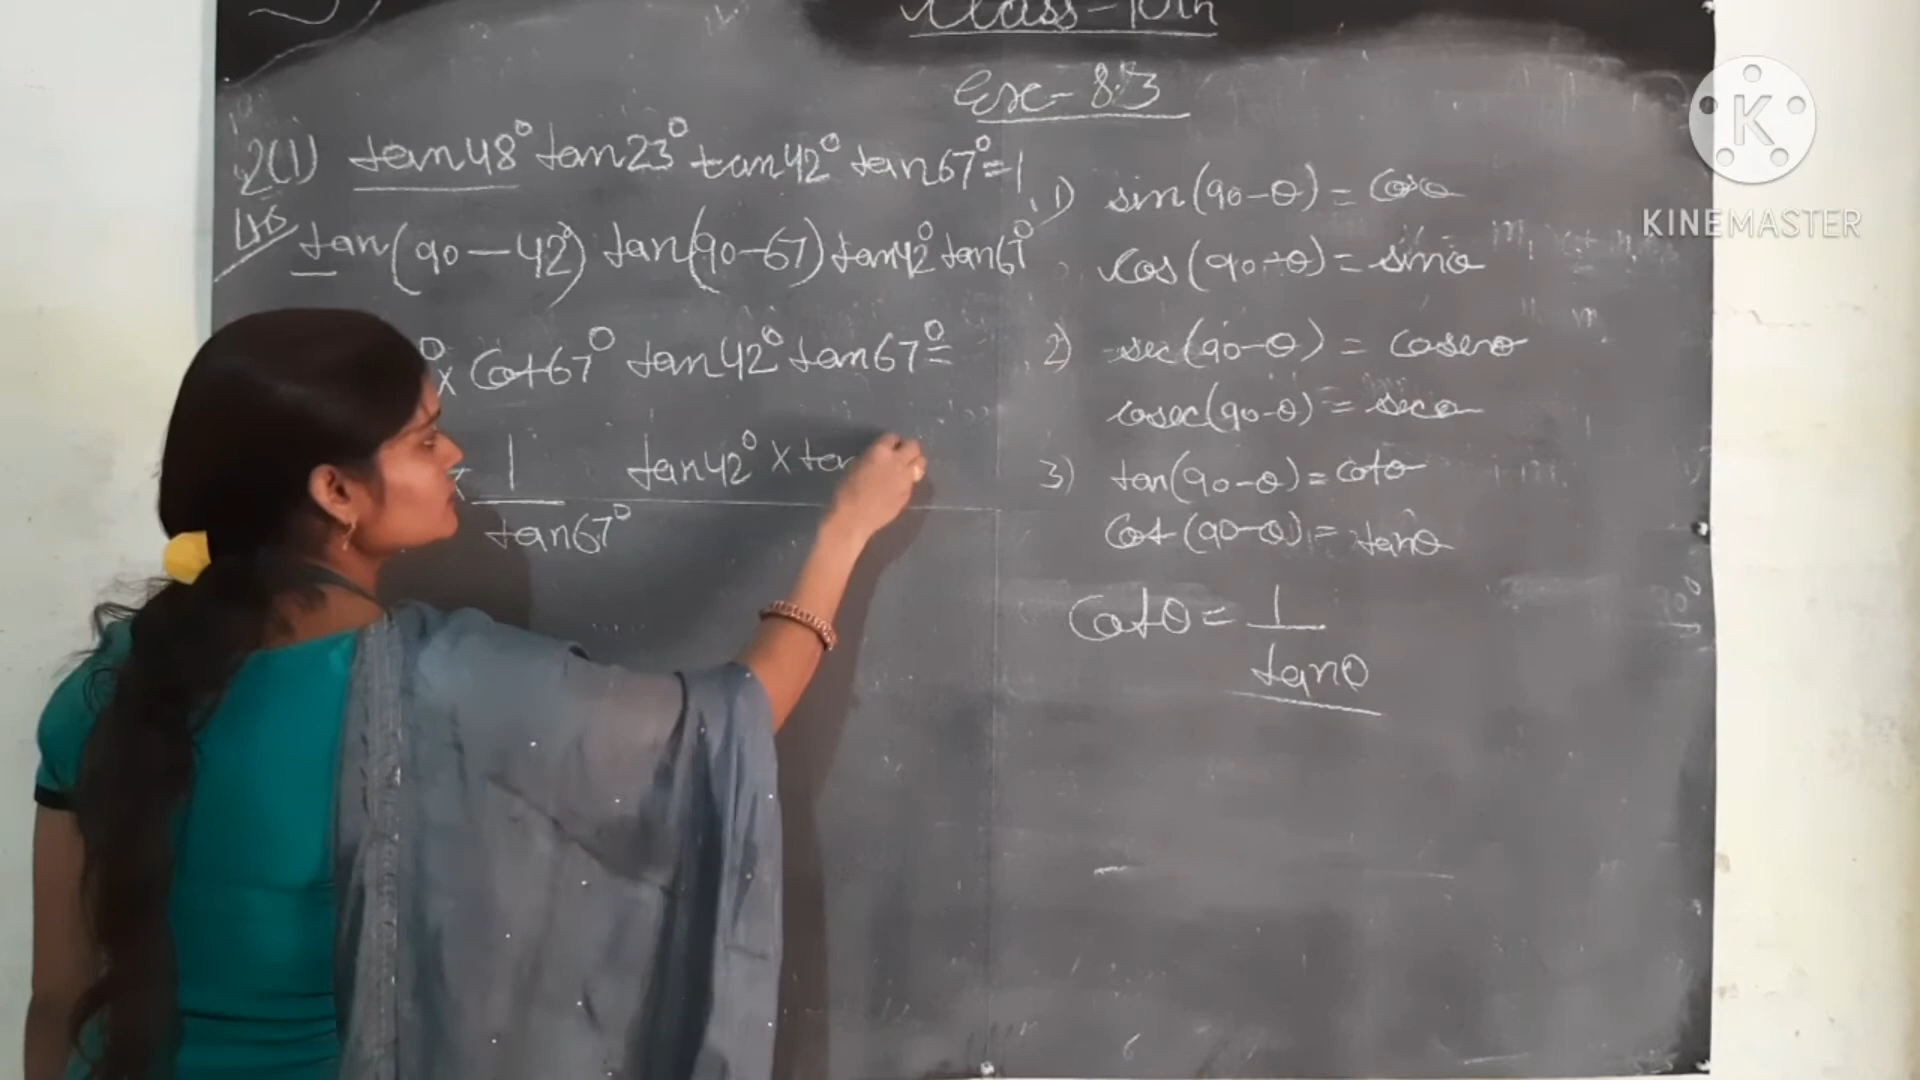 Class-10th
Exe- 8.3
2(1) tan48° tan23° tan42° tan67°=1
LHS
tan(90-42°) tan(90-67) tan42° tan67°
° x Cot67° tan42° tan67°=
x 1/tan67° tan42° x tan
1) sin(90-θ) = cosθ
cos(90-θ) = sinθ
2) sec(90-θ) = cosecθ
cosec(90-θ) = secθ
3) tan(90-θ) = cotθ
Cot(90-θ) = tanθ
Cotθ = 1/tanθ
K
KINEMASTER